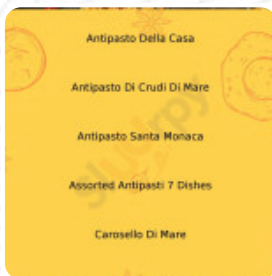 Antipasto Della Casa
Antipasto Di Crudi Di Mare
Antipasto Santa Monaca
Assorted Antipasti 7 Dishes
Carosello Di Mare